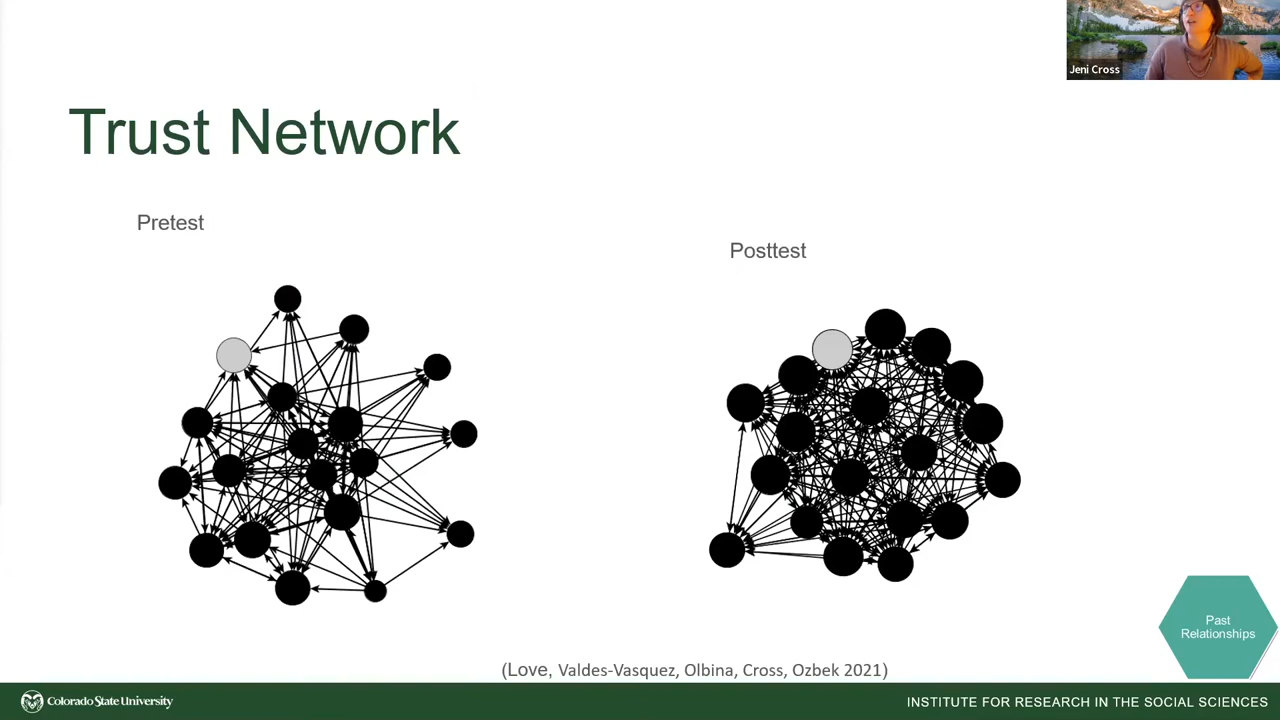 Jeni Cross
Trust Network
Pretest
Posttest
Past
Relationships
(Love, Valdes-Vasquez, Olbina, Cross, Ozbek 2021)
Colorado State University
INSTITUTE FOR RESEARCH IN THE SOCIAL SCIENCES